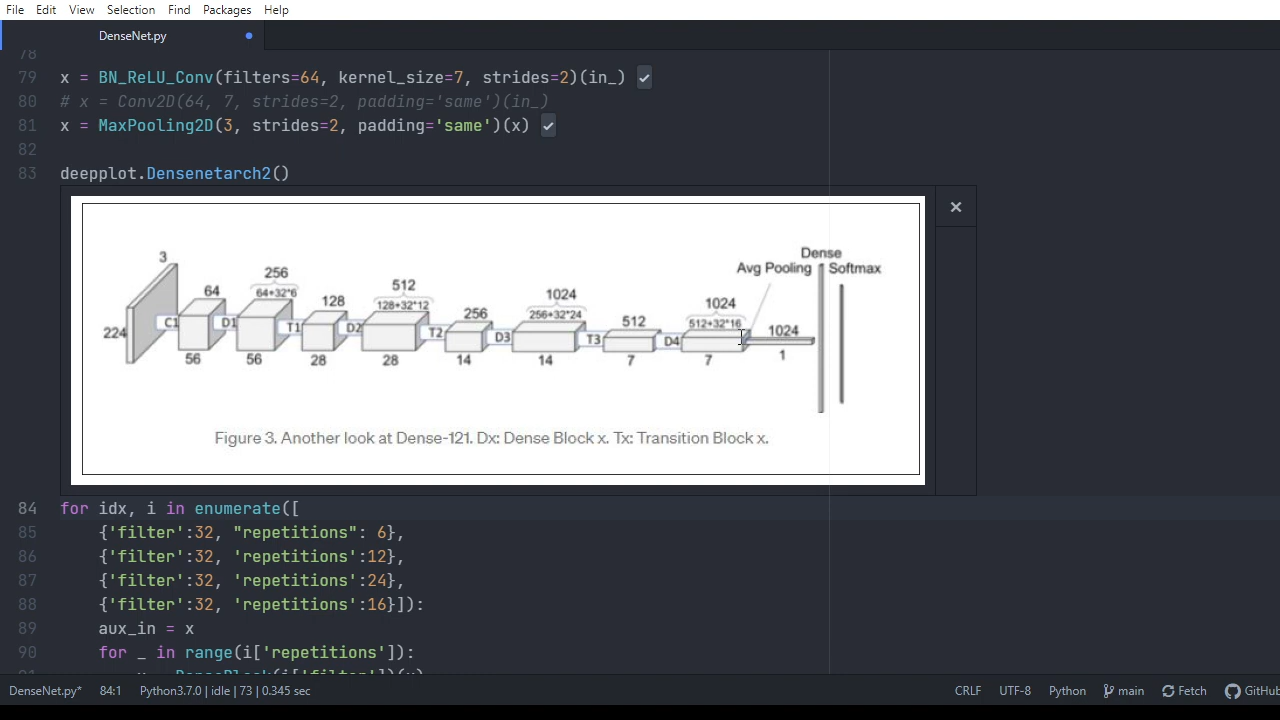 File Edit View Selection Find Packages Help
DenseNet.py
78
79 x = BN_ReLU_Conv(filters=64, kernel_size=7, strides=2)(in_)
80 # x = Conv2D(64, 7, strides=2, padding='same')(in_)
81 x = MaxPooling2D(3, strides=2, padding='same')(x)
82
83 deepplot.Densenetarch2()
Dense
Avg Pooling Softmax
3 64 256 128 512 256 1024 512 1024 1024
64+32*6 128+32*12 256+32*24 512+32*16
224 C1 D1 T1 D2 T2 D3 T3 D4
56 56 28 28 14 14 7 7 1
Figure 3. Another look at Dense-121. Dx: Dense Block x. Tx: Transition Block x.
84 for idx, i in enumerate([
85 {'filter':32, "repetitions": 6},
86 {'filter':32, 'repetitions':12},
87 {'filter':32, 'repetitions':24},
88 {'filter':32, 'repetitions':16}]):
89 aux_in = x
90 for _ in range(i['repetitions']):
DenseNet.py* 84:1 Python3.7.0 | idle | 73 | 0.345 sec CRLF UTF-8 Python main Fetch GitHub